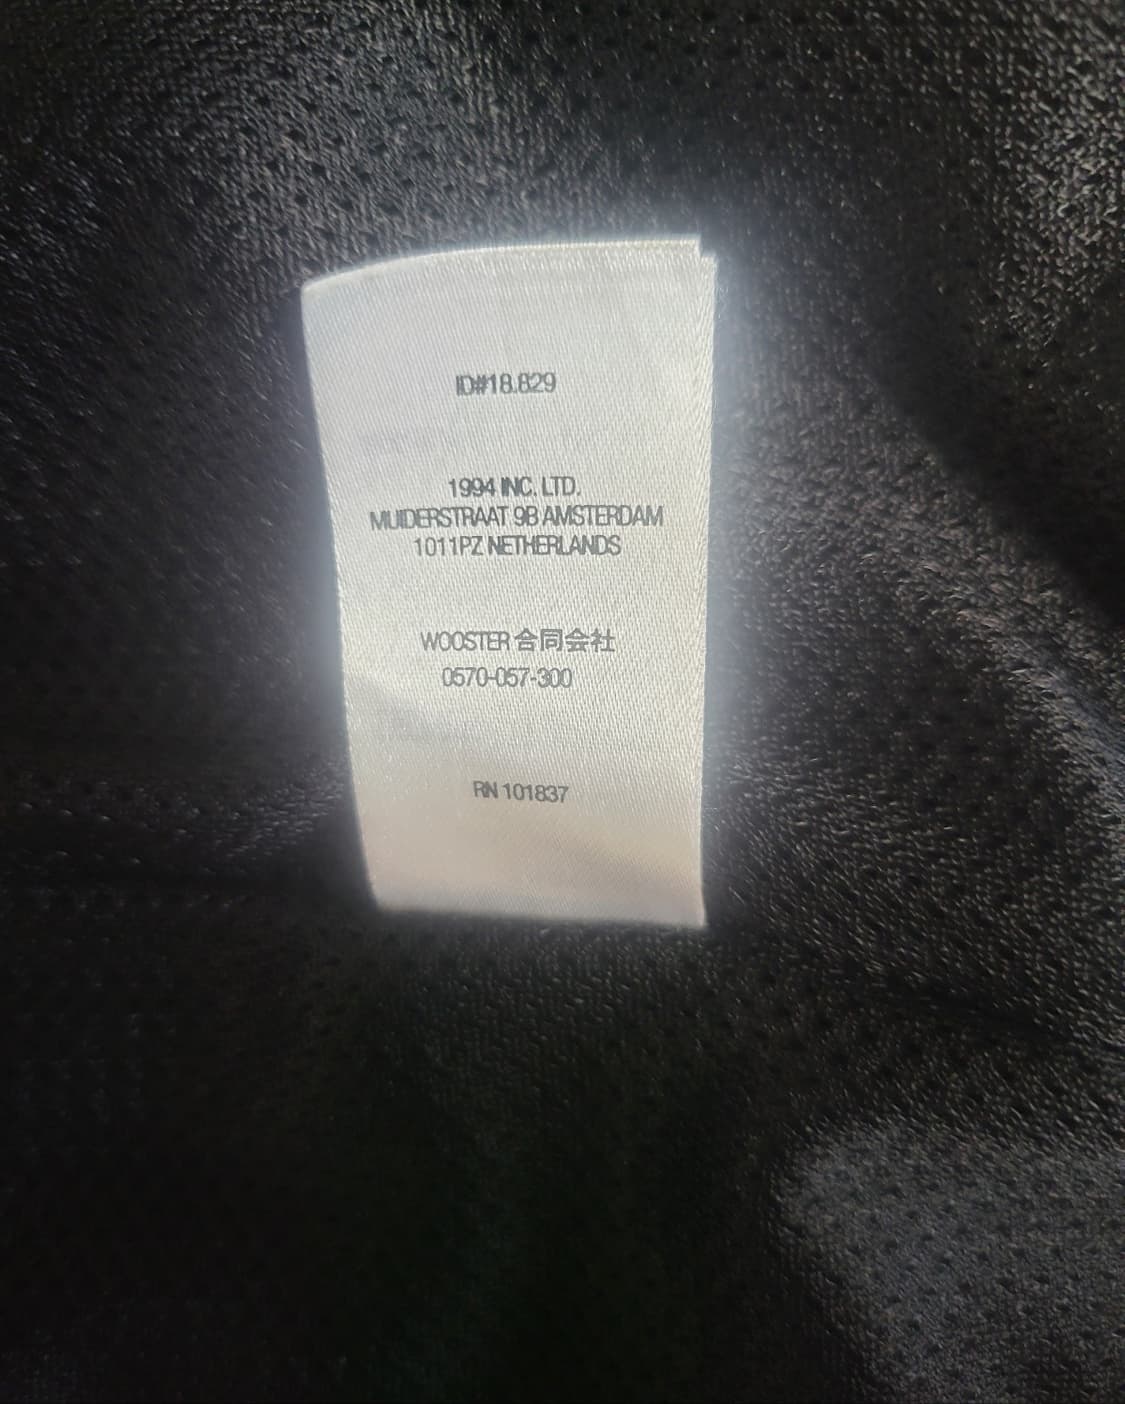 ID#18.829
1994 INC. LTD.
MUIDERSTRAAT 9B AMSTERDAM
1011PZ NETHERLANDS
WOOSTER 合同会社
0570-057-300
RN 101837